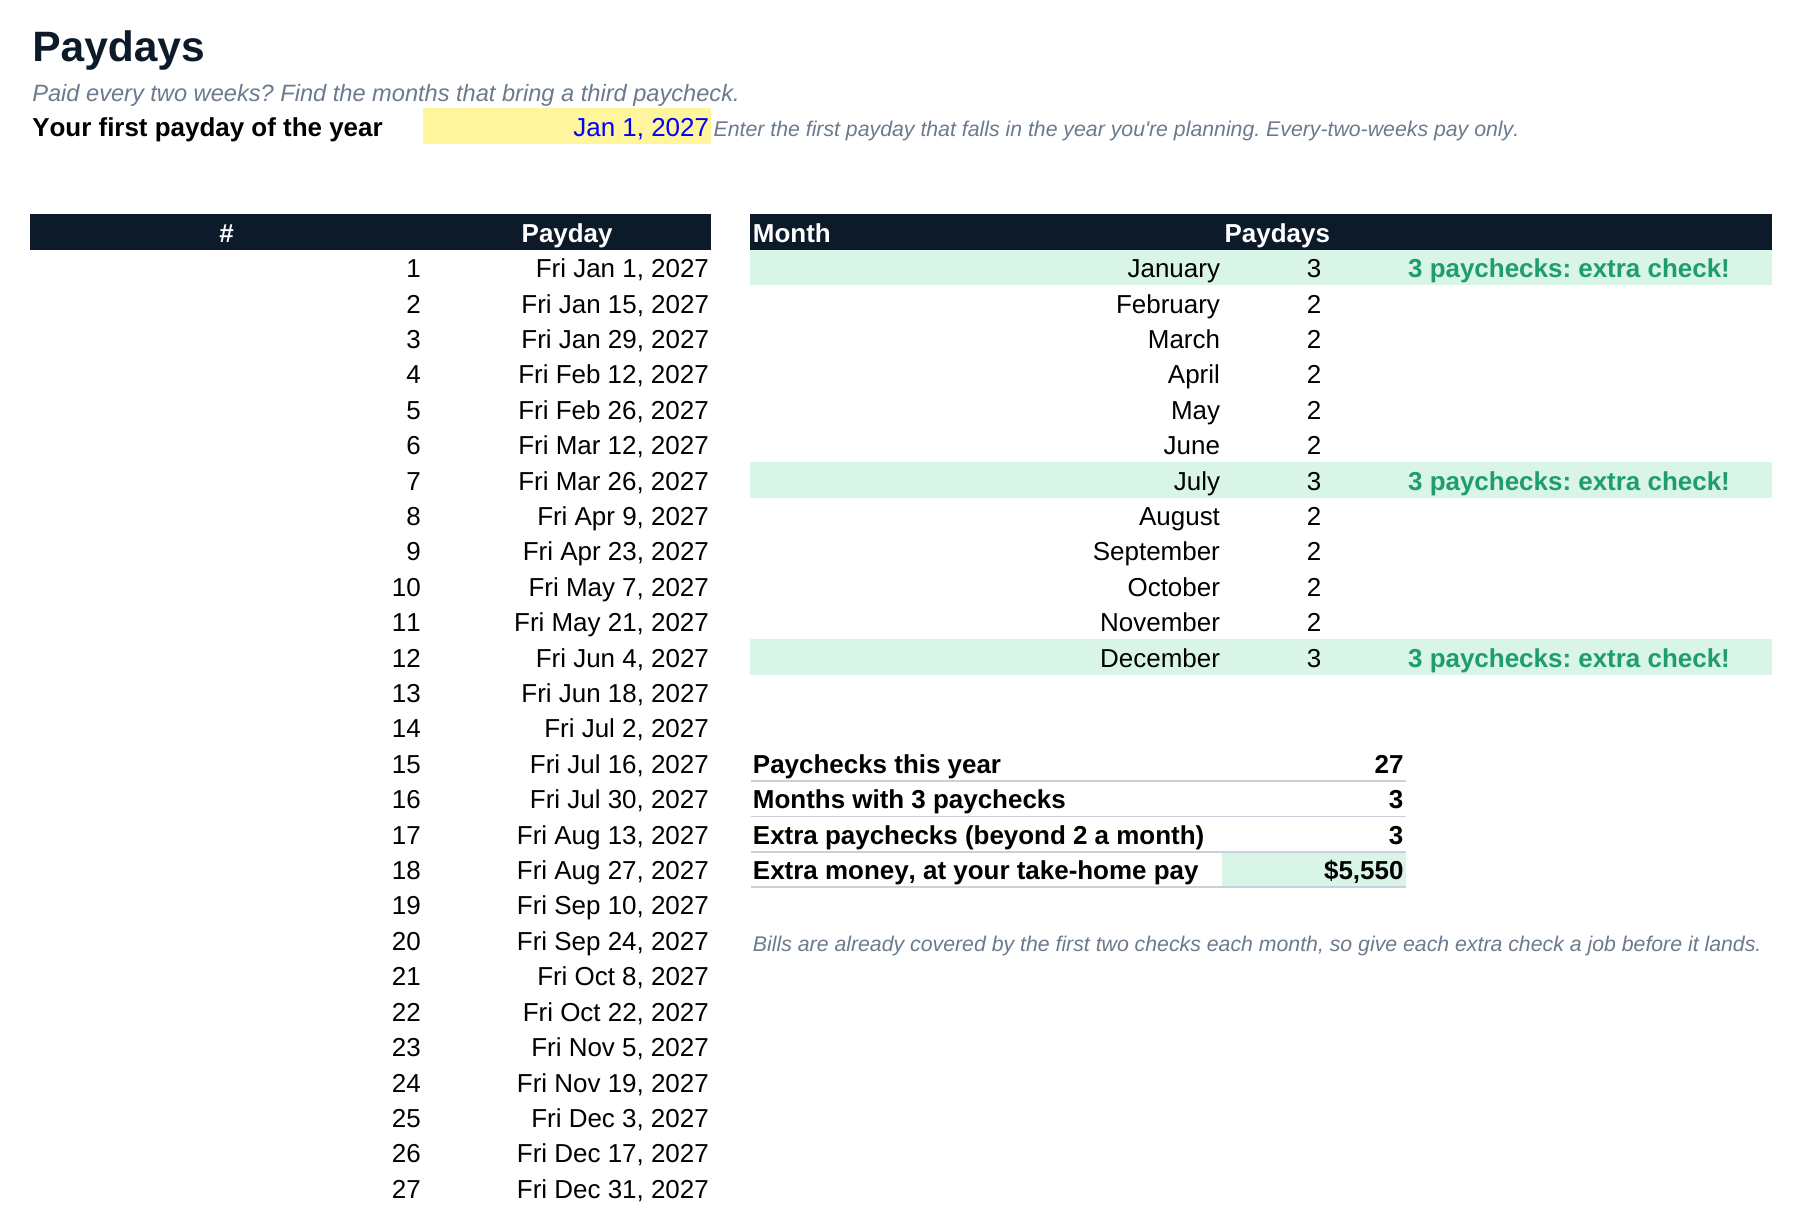 Paydays
Paid every two weeks? Find the months that bring a third paycheck.
Your first payday of the year Jan 1, 2027 Enter the first payday that falls in the year you're planning. Every-two-weeks pay only.
# Payday Month Paydays
1 Fri Jan 1, 2027 January 3 3 paychecks: extra check!
2 Fri Jan 15, 2027 February 2
3 Fri Jan 29, 2027 March 2
4 Fri Feb 12, 2027 April 2
5 Fri Feb 26, 2027 May 2
6 Fri Mar 12, 2027 June 2
7 Fri Mar 26, 2027 July 3 3 paychecks: extra check!
8 Fri Apr 9, 2027 August 2
9 Fri Apr 23, 2027 September 2
10 Fri May 7, 2027 October 2
11 Fri May 21, 2027 November 2
12 Fri Jun 4, 2027 December 3 3 paychecks: extra check!
13 Fri Jun 18, 2027
14 Fri Jul 2, 2027
15 Fri Jul 16, 2027 Paychecks this year 27
16 Fri Jul 30, 2027 Months with 3 paychecks 3
17 Fri Aug 13, 2027 Extra paychecks (beyond 2 a month) 3
18 Fri Aug 27, 2027 Extra money, at your take-home pay $5,550
19 Fri Sep 10, 2027
20 Fri Sep 24, 2027 Bills are already covered by the first two checks each month, so give each extra check a job before it lands.
21 Fri Oct 8, 2027
22 Fri Oct 22, 2027
23 Fri Nov 5, 2027
24 Fri Nov 19, 2027
25 Fri Dec 3, 2027
26 Fri Dec 17, 2027
27 Fri Dec 31, 2027